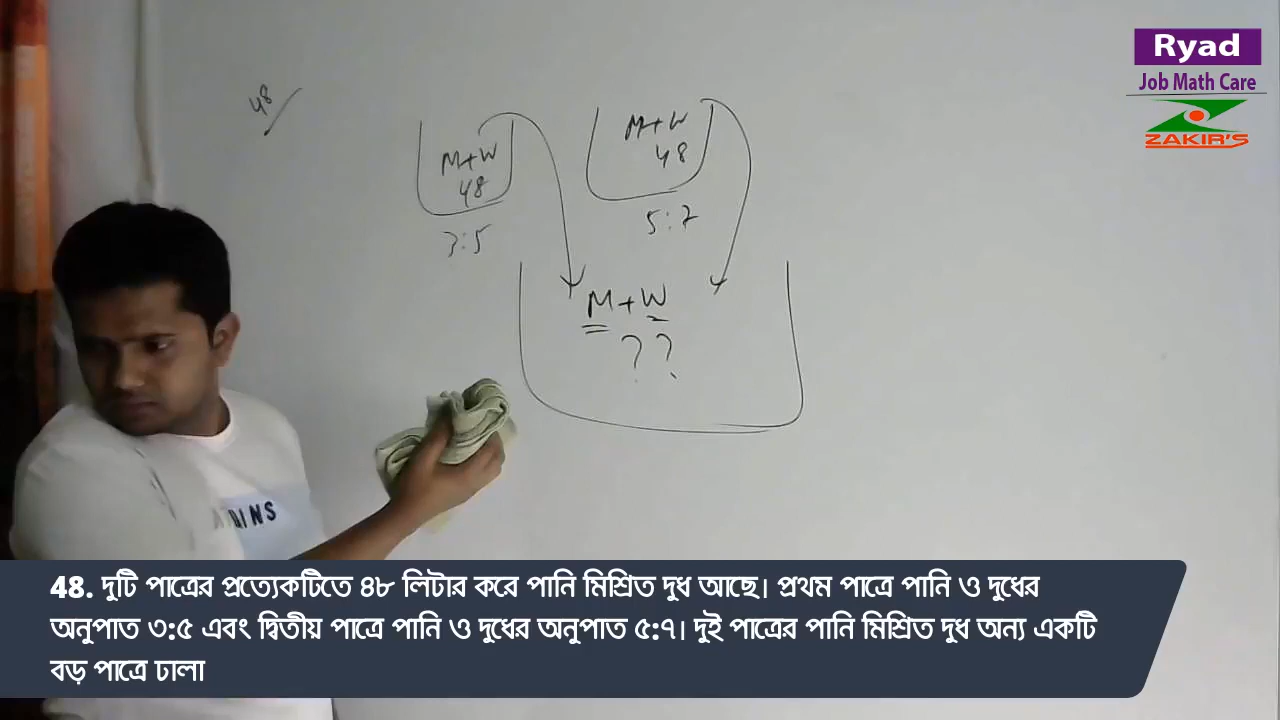 Ryad
Job Math Care
ZAKIR'S
48
M+W
48
3:5
M+W
48
5:7
M+W
??
48. দুটি পাত্রের প্রত্যেকটিতে ৪৮ লিটার করে পানি মিশ্রিত দুধ আছে। প্রথম পাত্রে পানি ও দুধের
অনুপাত ৩:৫ এবং দ্বিতীয় পাত্রে পানি ও দুধের অনুপাত ৫:৭। দুই পাত্রের পানি মিশ্রিত দুধ অন্য একটি
বড় পাত্রে ঢালা